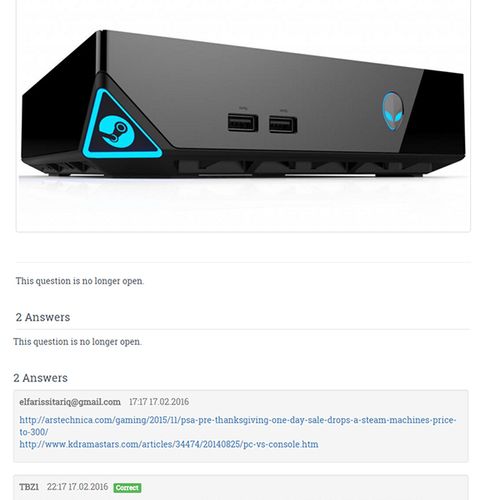 This question is no longer open.
2 Answers
This question is no longer open.
2 Answers
elfarissitariq@gmail.com 17:17 17.02.2016
http://arstechnica.com/gaming/2015/11/psa-pre-thanksgiving-one-day-sale-drops-a-steam-machines-price-
to-300/
http://www.kdramastars.com/articles/34474/20140825/pc-vs-console.htm
TBZ1 22:17 17.02.2016 Correct